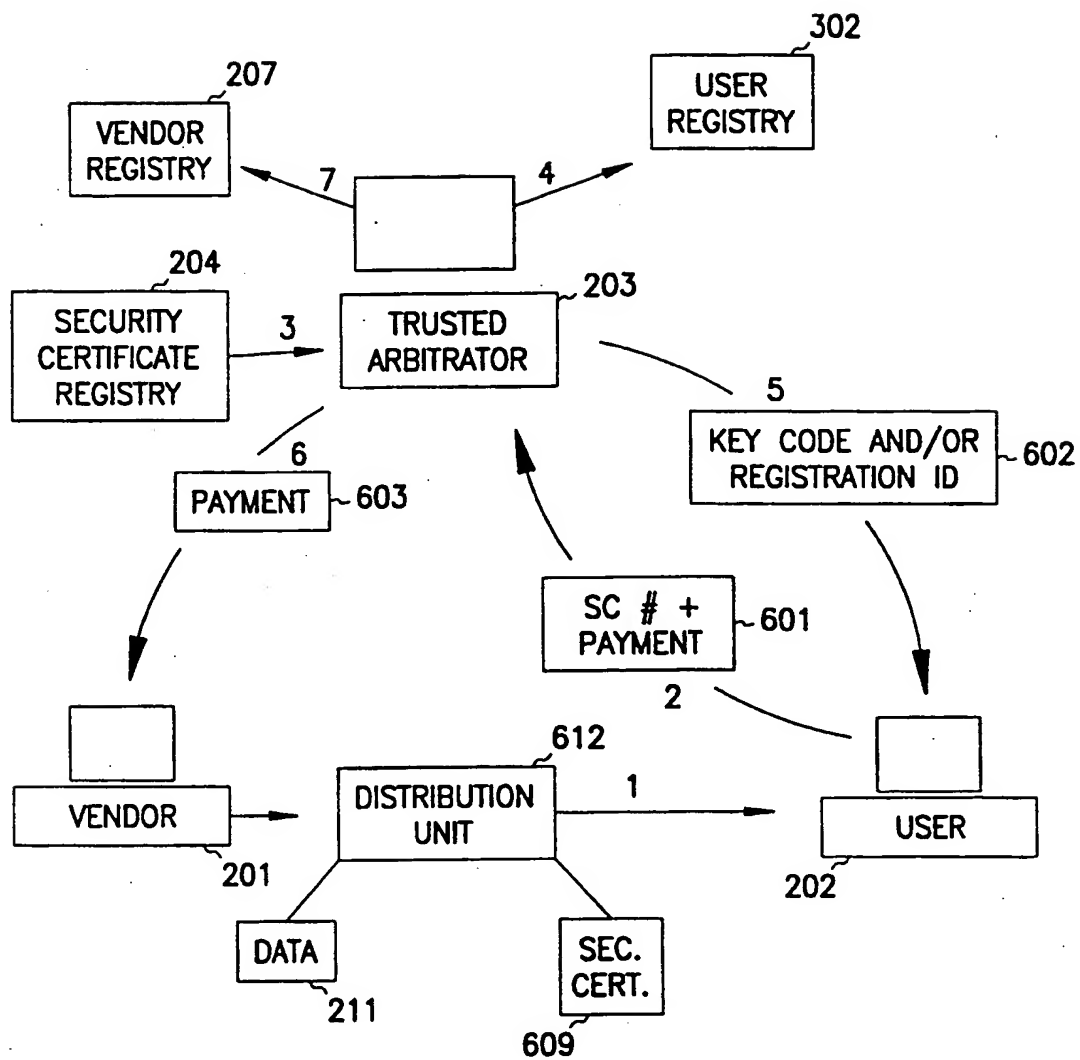 302
207
USER
REGISTRY
VENDOR
REGISTRY
7
4
204
203
SECURITY
CERTIFICATE
REGISTRY
3
TRUSTED
ARBITRATOR
5
6
KEY CODE AND/OR
REGISTRATION ID
602
PAYMENT
603
SC # +
PAYMENT
601
2
612
DISTRIBUTION
UNIT
1
VENDOR
USER
201
202
DATA
SEC.
CERT.
211
609